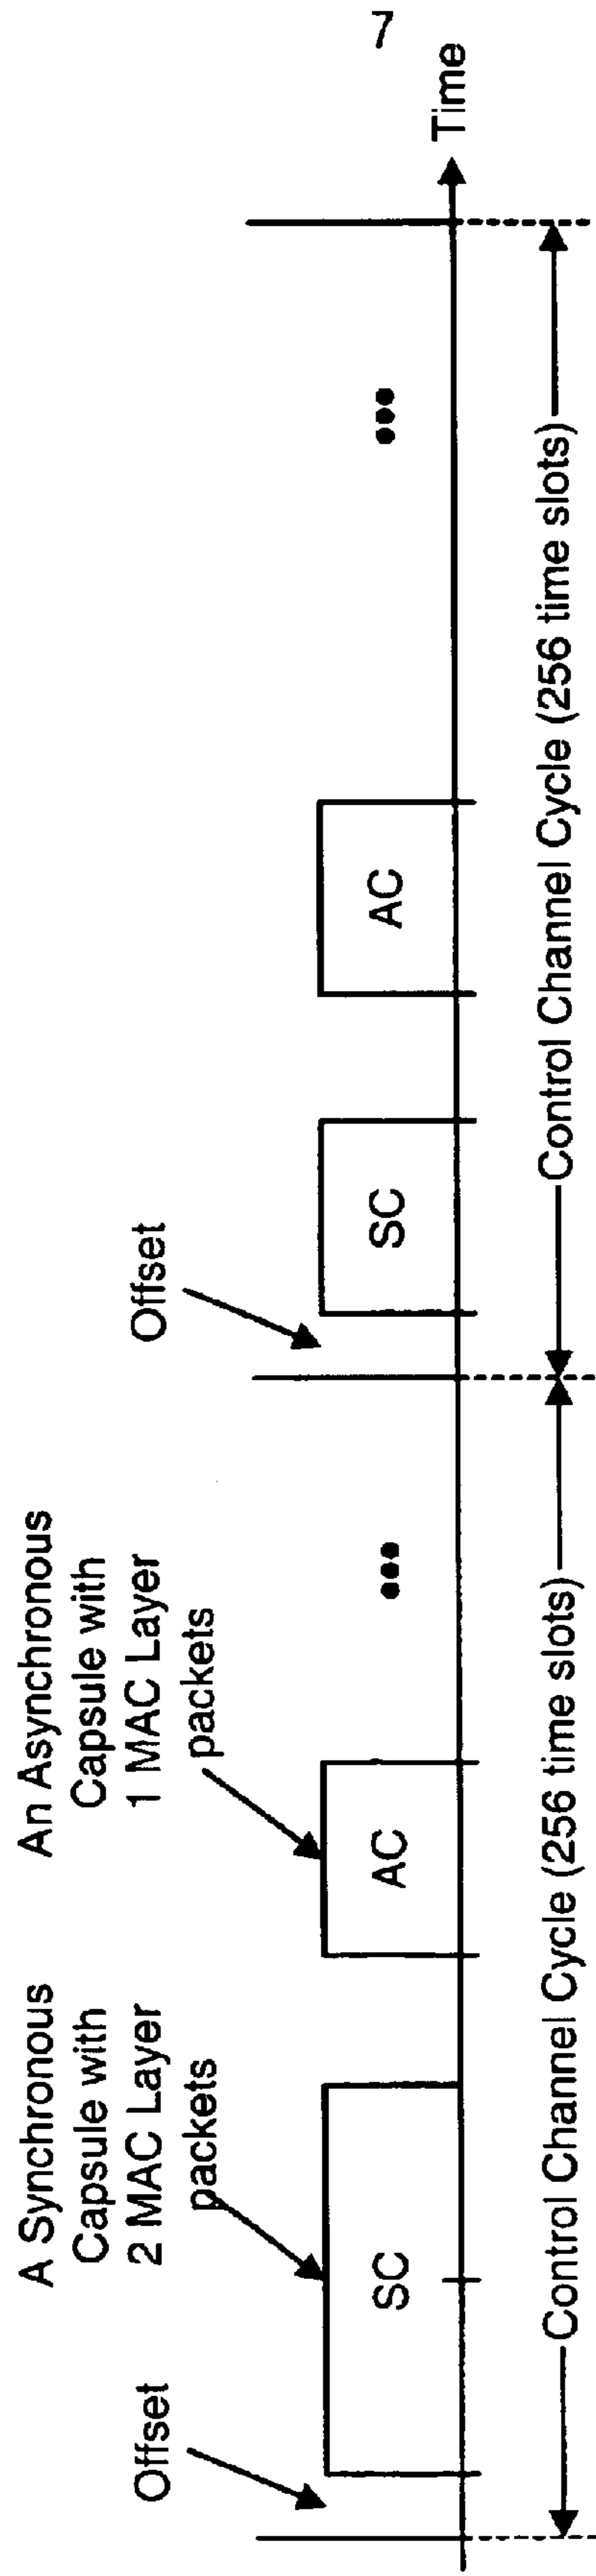 7
A Synchronous
Capsule with
2 MAC Layer
packets
An Asynchronous
Capsule with
1 MAC Layer
packets
Offset
Offset
SC
AC
•••
SC
AC
•••
Time
Control Channel Cycle (256 time slots)
Control Channel Cycle (256 time slots)